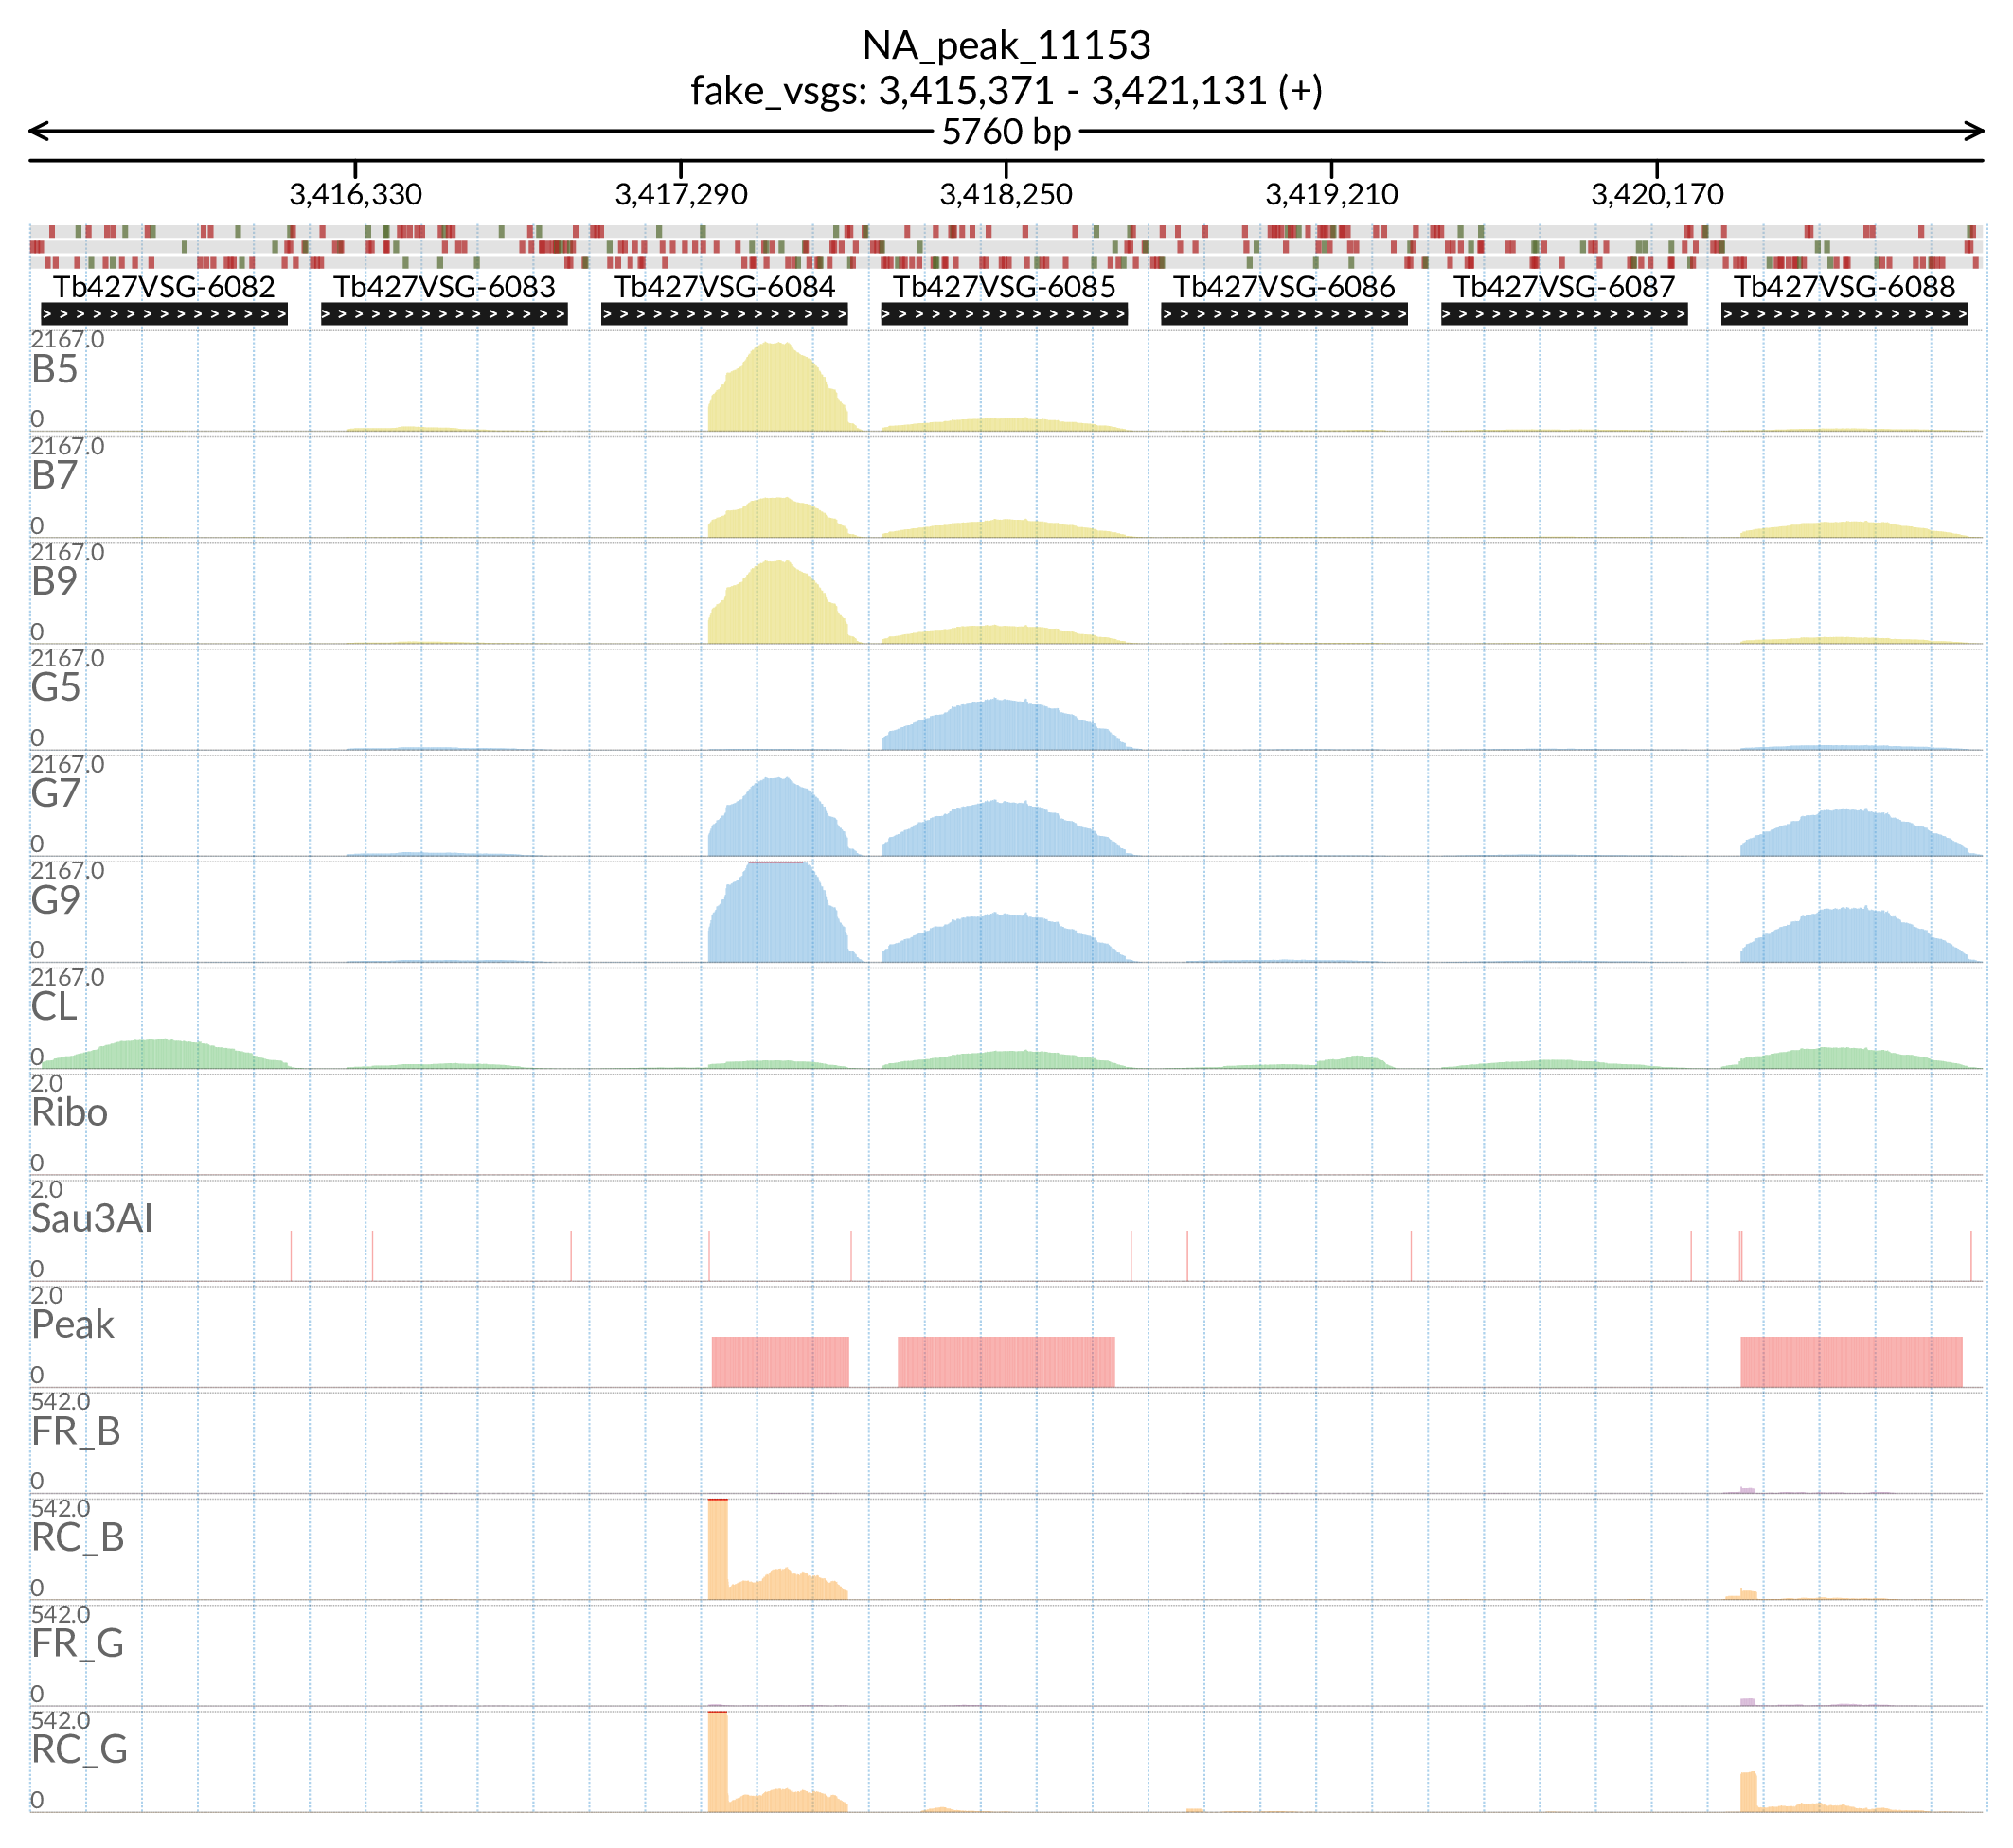 NA_peak_11153
fake_vsgs: 3,415,371 - 3,421,131 (+)
5760 bp
3,416,330 3,417,290 3,418,250 3,419,210 3,420,170
Tb427VSG-6082 Tb427VSG-6083 Tb427VSG-6084 Tb427VSG-6085 Tb427VSG-6086 Tb427VSG-6087 Tb427VSG-6088
2167.0
B5
0
2167.0
B7
0
2167.0
B9
0
2167.0
G5
0
2167.0
G7
0
2167.0
G9
0
2167.0
CL
0
2.0
Ribo
0
2.0
Sau3AI
0
2.0
Peak
0
542.0
FR_B
0
542.0
RC_B
0
542.0
FR_G
0
542.0
RC_G
0